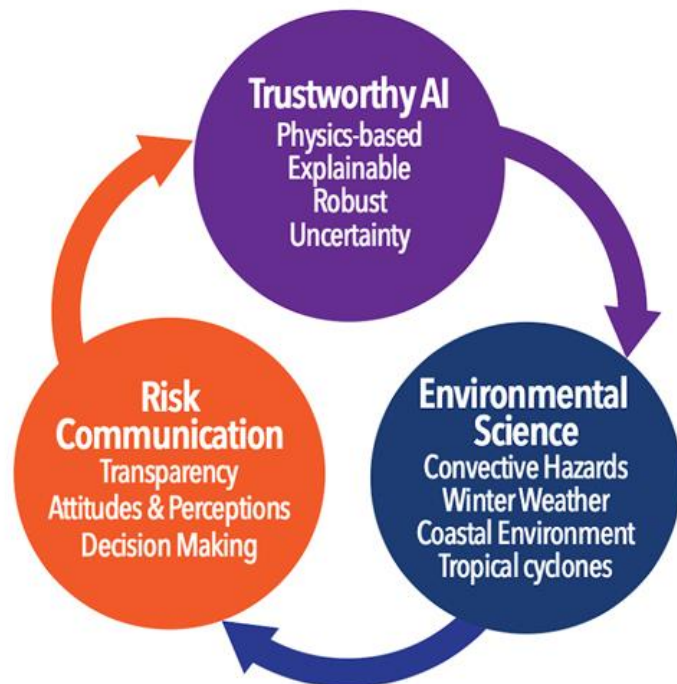 Trustworthy AI
Physics-based
Explainable
Robust
Uncertainty
Risk
Communication
Transparency
Attitudes & Perceptions
Decision Making
Environmental
Science
Convective Hazards
Winter Weather
Coastal Environment
Tropical cyclones